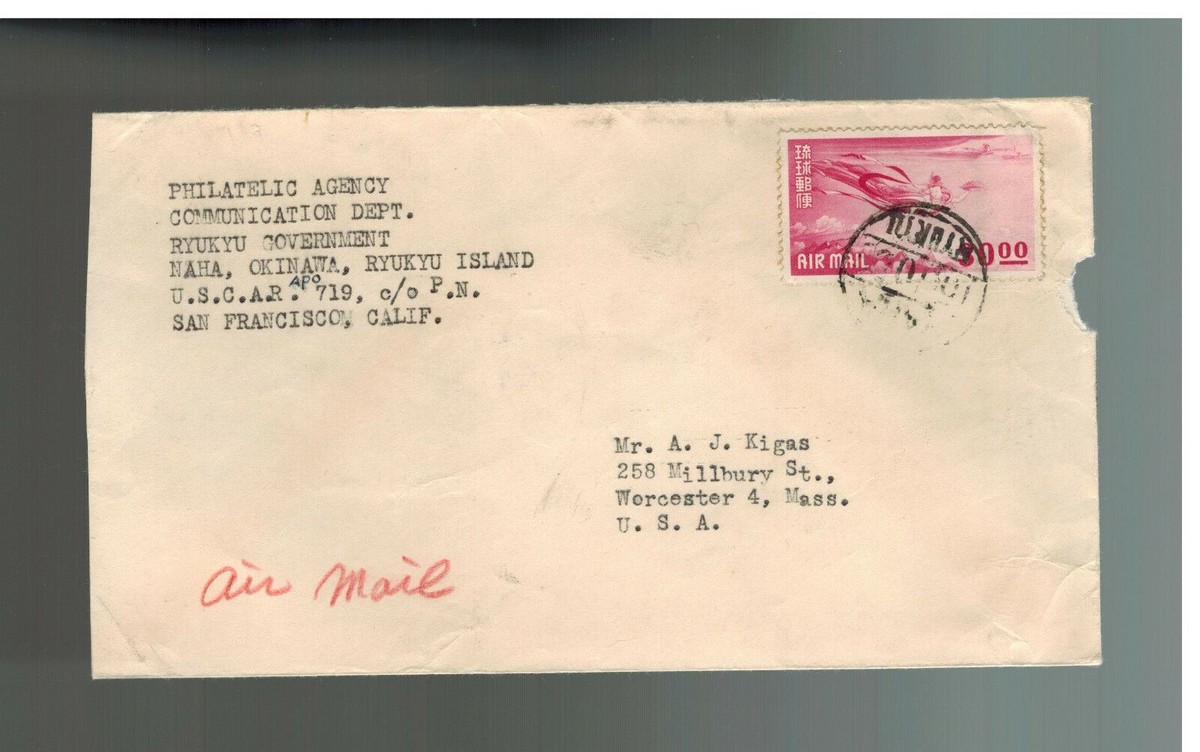 PHILATELIC AGENCY
COMMUNICATION DEPT.
RYUKYU GOVERNMENT
NAHA, OKINAWA, RYUKYU ISLAND
U.S.C.A.R. APO 719, c/o P.N.
SAN FRANCISCO, CALIF.
琉球郵便
AIR MAIL
00
Mr. A. J. Kigas
258 Millbury St.,
Worcester 4, Mass.
U. S. A.
Air Mail